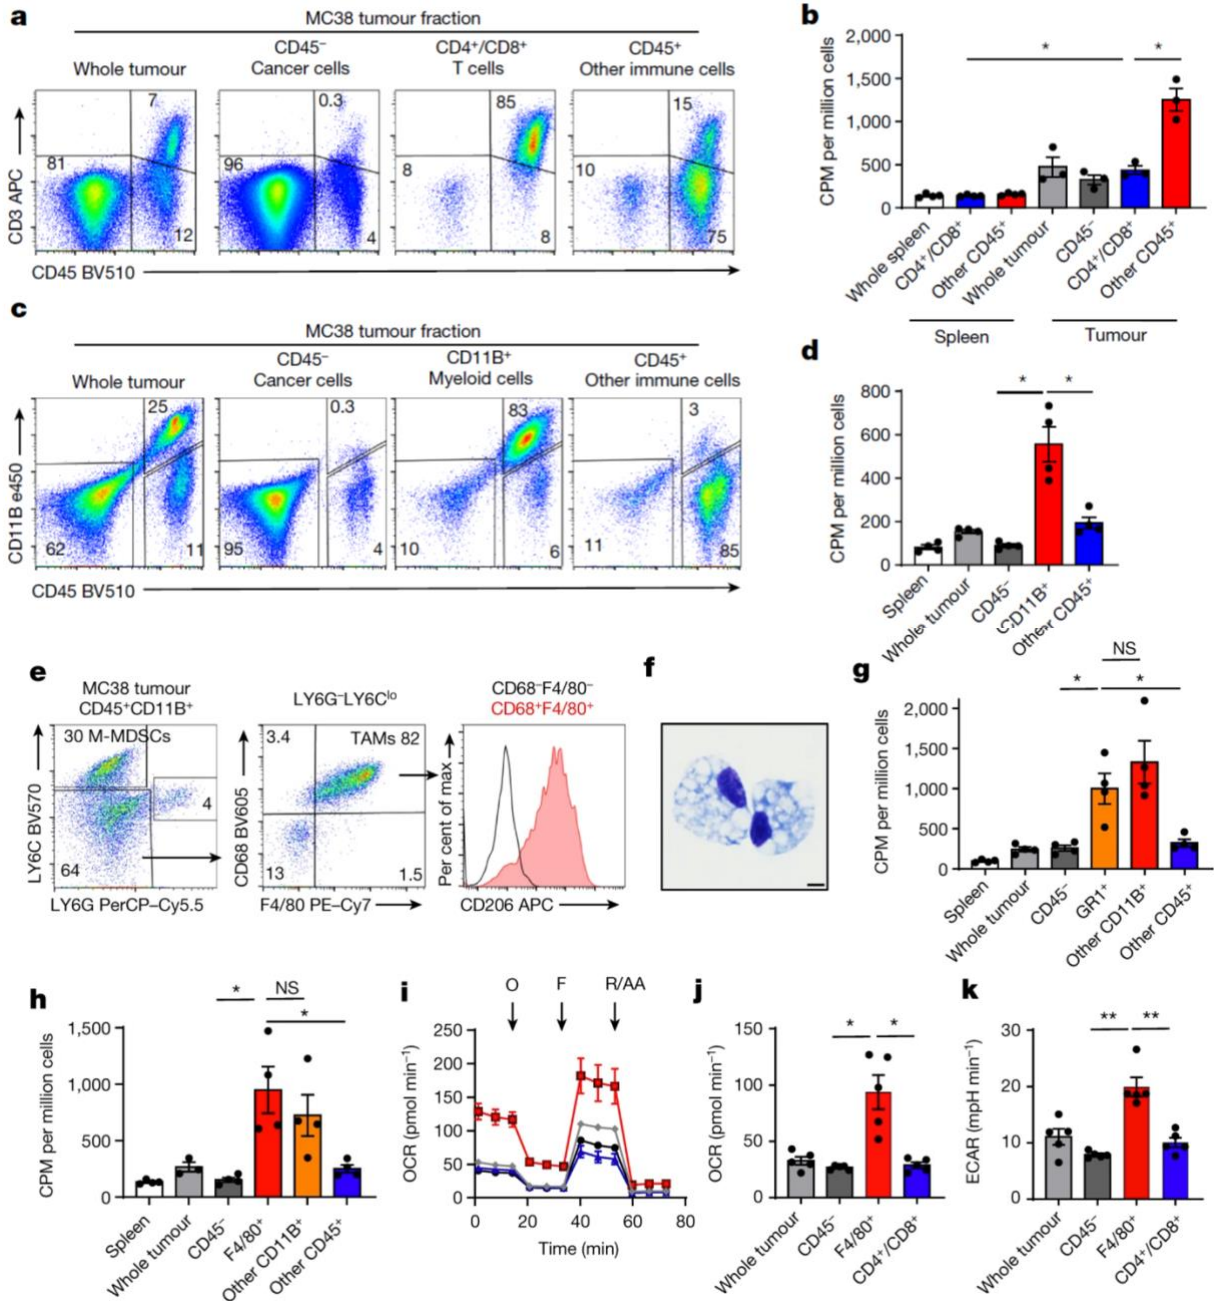 a
MC38 tumour fraction
Whole tumour
CD45⁻
Cancer cells
CD4⁺/CD8⁺
T cells
CD45⁺
Other immune cells
7
81
12
0.3
96
4
85
8
8
15
10
75
CD3 APC
CD45 BV510
b
CPM per million cells
2,000
1,500
1,000
500
0
*
*
Whole spleen
CD4⁺/CD8⁺
Other CD45⁺
Whole tumour
CD45⁻
CD4⁺/CD8⁺
Other CD45⁺
Spleen
Tumour
c
MC38 tumour fraction
Whole tumour
CD45⁻
Cancer cells
CD11B⁺
Myeloid cells
CD45⁺
Other immune cells
25
62
11
0.3
95
4
83
10
6
3
11
85
CD11B e450
CD45 BV510
d
CPM per million cells
800
600
400
200
0
*
*
Spleen
Whole tumour
CD45⁻
CD11B⁺
Other CD45⁺
e
MC38 tumour
CD45⁺CD11B⁺
30 M-MDSCs
4
64
LY6C BV570
LY6G PerCP–Cy5.5
LY6G⁻LY6Cˡᵒ
3.4
TAMs 82
13
1.5
CD68 BV605
F4/80 PE–Cy7
CD68⁻F4/80⁻
CD68⁺F4/80⁺
Per cent of max.
CD206 APC
f
g
CPM per million cells
2,000
1,500
1,000
500
0
NS
*
*
Spleen
Whole tumour
CD45⁻
GR1⁺
Other CD11B⁺
Other CD45⁺
h
CPM per million cells
1,500
1,000
500
0
*
NS
*
Spleen
Whole tumour
CD45⁻
F4/80⁺
Other CD11B⁺
Other CD45⁺
i
O
F
R/AA
OCR (pmol min⁻¹)
250
200
150
100
50
0
0
20
40
60
80
Time (min)
j
OCR (pmol min⁻¹)
150
100
50
0
*
*
Whole tumour
CD45⁻
F4/80⁺
CD4⁺/CD8⁺
k
ECAR (mpH min⁻¹)
30
20
10
0
**
**
Whole tumour
CD45⁻
F4/80⁺
CD4⁺/CD8⁺